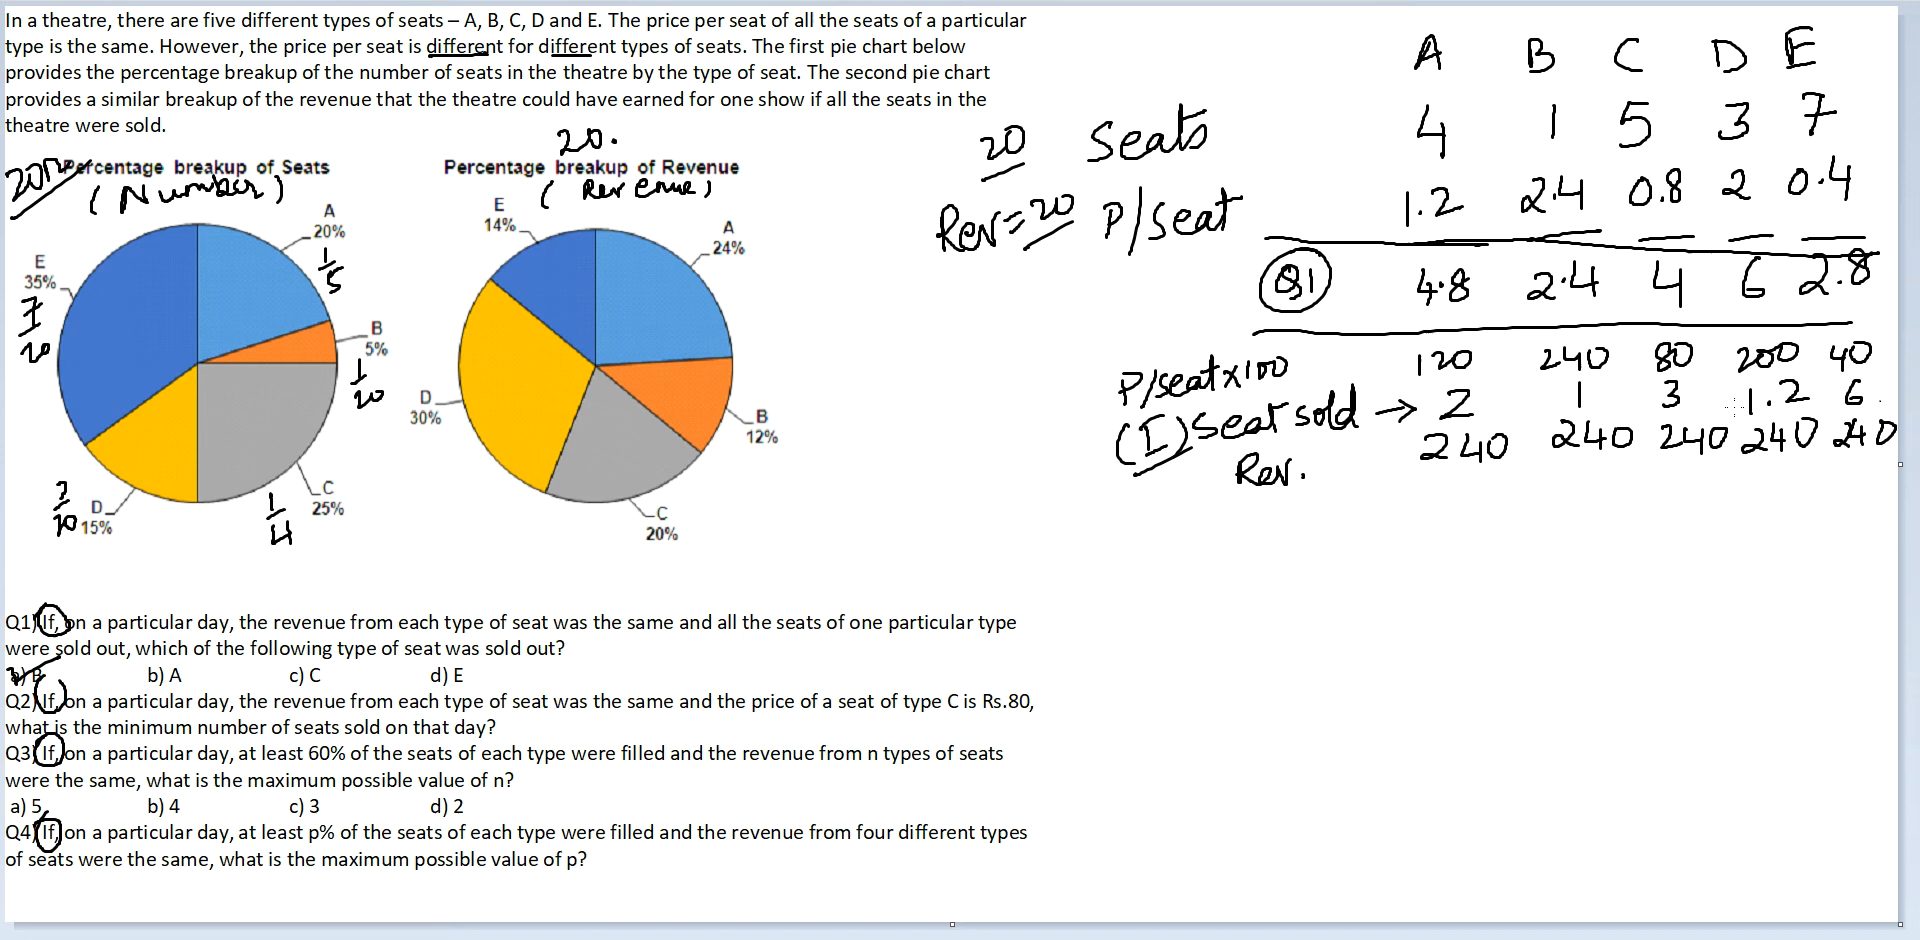 In a theatre, there are five different types of seats – A, B, C, D and E. The price per seat of all the seats of a particular
type is the same. However, the price per seat is different for different types of seats. The first pie chart below
provides the percentage breakup of the number of seats in the theatre by the type of seat. The second pie chart
provides a similar breakup of the revenue that the theatre could have earned for one show if all the seats in the
theatre were sold.
20n
Percentage breakup of Seats
(Number)
A
20%
1/5
B
5%
1/20
C
25%
1/4
D
15%
3/20
E
35%
7/20
20.
Percentage breakup of Revenue
(Revenue)
A
24%
B
12%
C
20%
D
30%
E
14%
A B C D E
20 Seats 4 1 5 3 7
Rev=20 P/seat 1.2 2.4 0.8 2 0.4
Q1 4.8 2.4 4 6 2.8
P/seatx100 120 240 80 200 40
(I) Seat sold → 2 1 3 1.2 6
Rev. 240 240 240 240 240
Q1) If, on a particular day, the revenue from each type of seat was the same and all the seats of one particular type
were sold out, which of the following type of seat was sold out?
a) B b) A c) C d) E
Q2) If, on a particular day, the revenue from each type of seat was the same and the price of a seat of type C is Rs.80,
what is the minimum number of seats sold on that day?
Q3) If, on a particular day, at least 60% of the seats of each type were filled and the revenue from n types of seats
were the same, what is the maximum possible value of n?
a) 5 b) 4 c) 3 d) 2
Q4) If, on a particular day, at least p% of the seats of each type were filled and the revenue from four different types
of seats were the same, what is the maximum possible value of p?